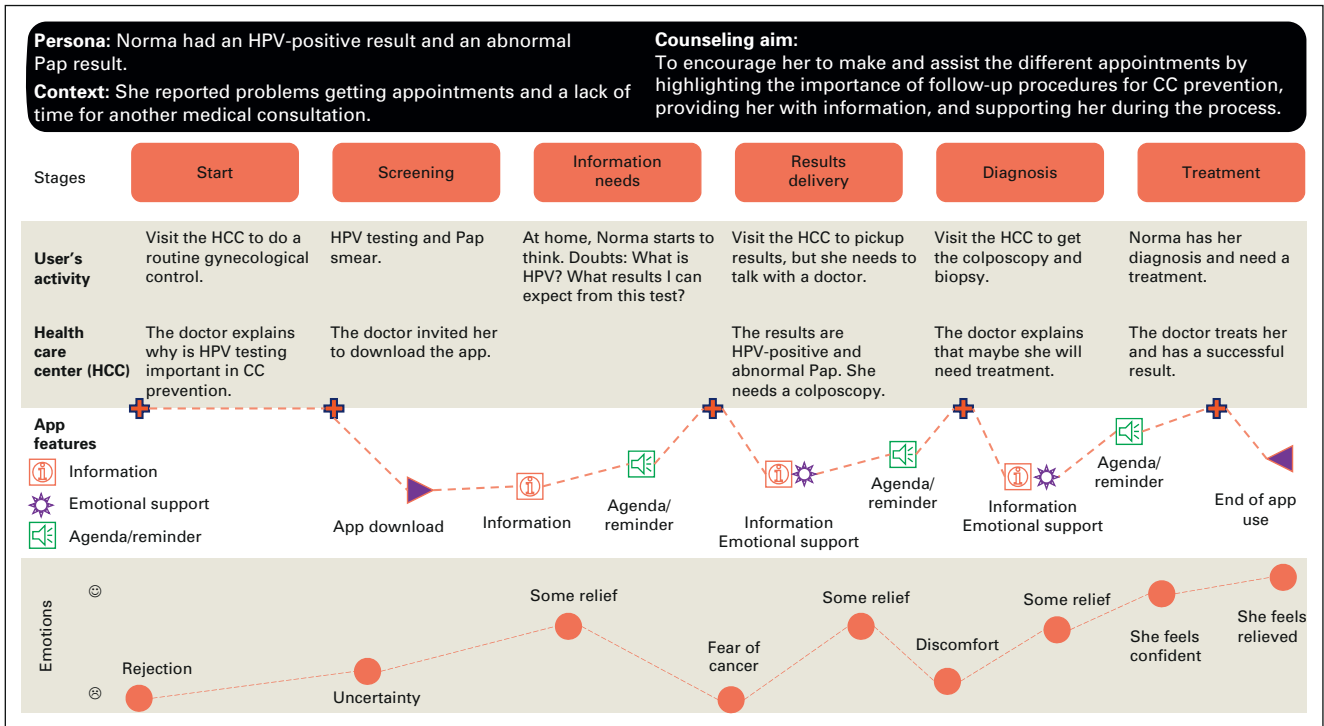 Persona: Norma had an HPV-positive result and an abnormal
Pap result.
Context: She reported problems getting appointments and a lack of
time for another medical consultation.
Counseling aim:
To encourage her to make and assist the different appointments by
highlighting the importance of follow-up procedures for CC prevention,
providing her with information, and supporting her during the process.
Stages
Start
Screening
Information
needs
Results
delivery
Diagnosis
Treatment
User's
activity
Visit the HCC to do a
routine gynecological
control.
HPV testing and Pap
smear.
At home, Norma starts to
think. Doubts: What is
HPV? What results I can
expect from this test?
Visit the HCC to pickup
results, but she needs to
talk with a doctor.
Visit the HCC to get
the colposcopy and
biopsy.
Norma has her
diagnosis and need a
treatment.
Health
care
center (HCC)
The doctor explains
why is HPV testing
important in CC
prevention.
The doctor invited her
to download the app.
The results are
HPV-positive and
abnormal Pap. She
needs a colposcopy.
The doctor explains
that maybe she will
need treatment.
The doctor treats her
and has a successful
result.
App
features
Information
Emotional support
Agenda/reminder
App download
Information
Agenda/
reminder
Information
Emotional support
Agenda/
reminder
Information
Emotional support
Agenda/
reminder
End of app
use
Emotions
Rejection
Uncertainty
Some relief
Fear of
cancer
Some relief
Discomfort
Some relief
She feels
confident
She feels
relieved